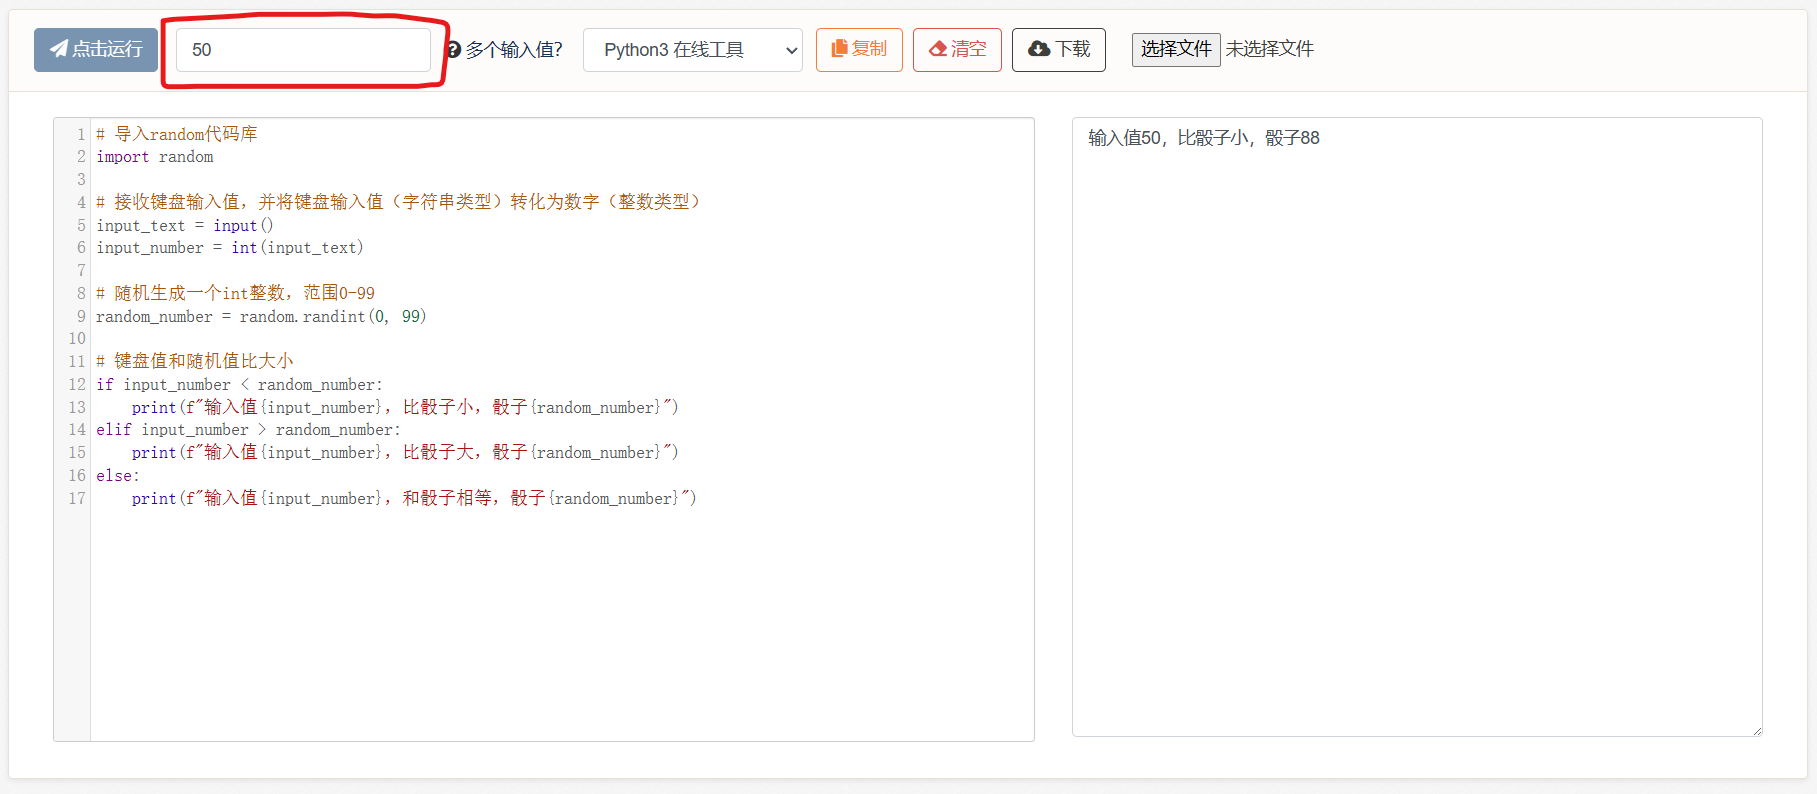 点击运行 50 多个输入值? Python3 在线工具 复制 清空 下载 选择文件 未选择文件
1 # 导入random代码库
2 import random
3
4 # 接收键盘输入值，并将键盘输入值（字符串类型）转化为数字（整数类型）
5 input_text = input()
6 input_number = int(input_text)
7
8 # 随机生成一个int整数，范围0-99
9 random_number = random.randint(0, 99)
10
11 # 键盘值和随机值比大小
12 if input_number < random_number:
13     print(f"输入值{input_number}，比骰子小，骰子{random_number}")
14 elif input_number > random_number:
15     print(f"输入值{input_number}，比骰子大，骰子{random_number}")
16 else:
17     print(f"输入值{input_number}，和骰子相等，骰子{random_number}")
输入值50，比骰子小，骰子88